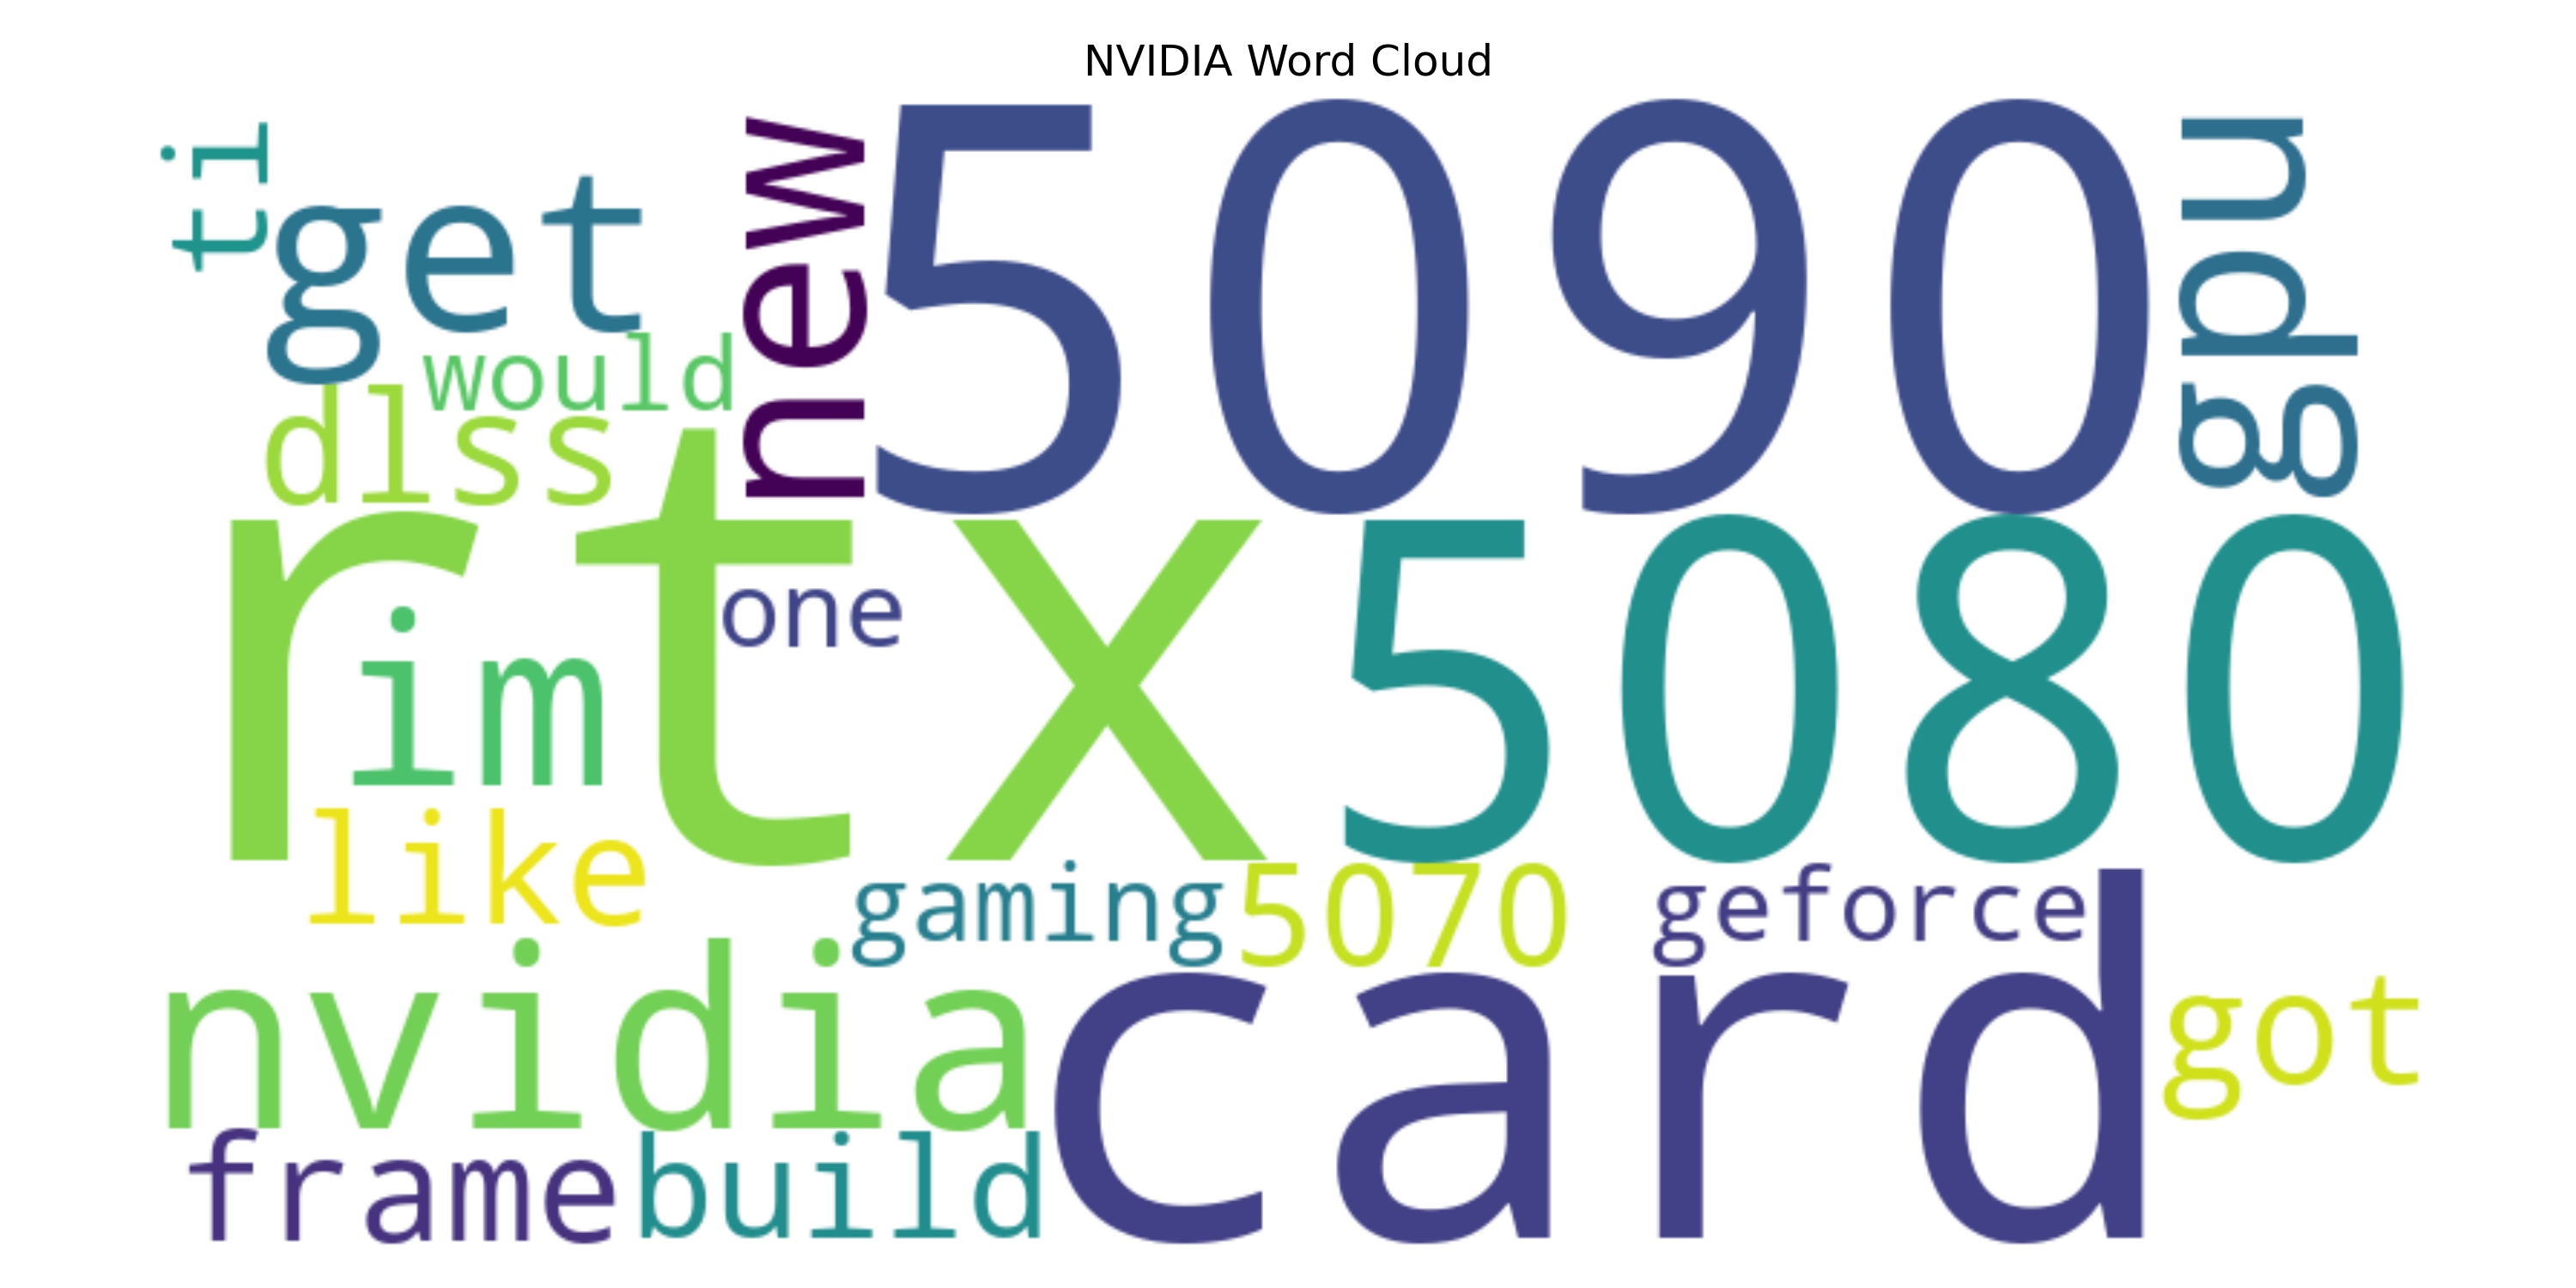 NVIDIA Word Cloud
ti
get
new
5090
gpu
would
dlss
rtx
5080
one
im
like
gaming
5070
geforce
nvidia
card
got
frame
build